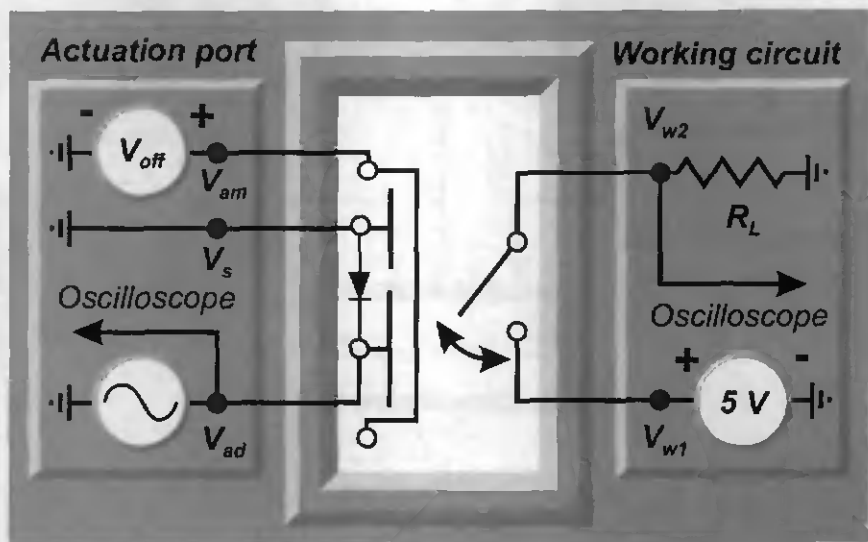 Actuation port
Working circuit
- +
V_off
V_am
V_s
Oscilloscope
V_ad
V_w2
R_L
Oscilloscope
+ -
5 V
V_w1